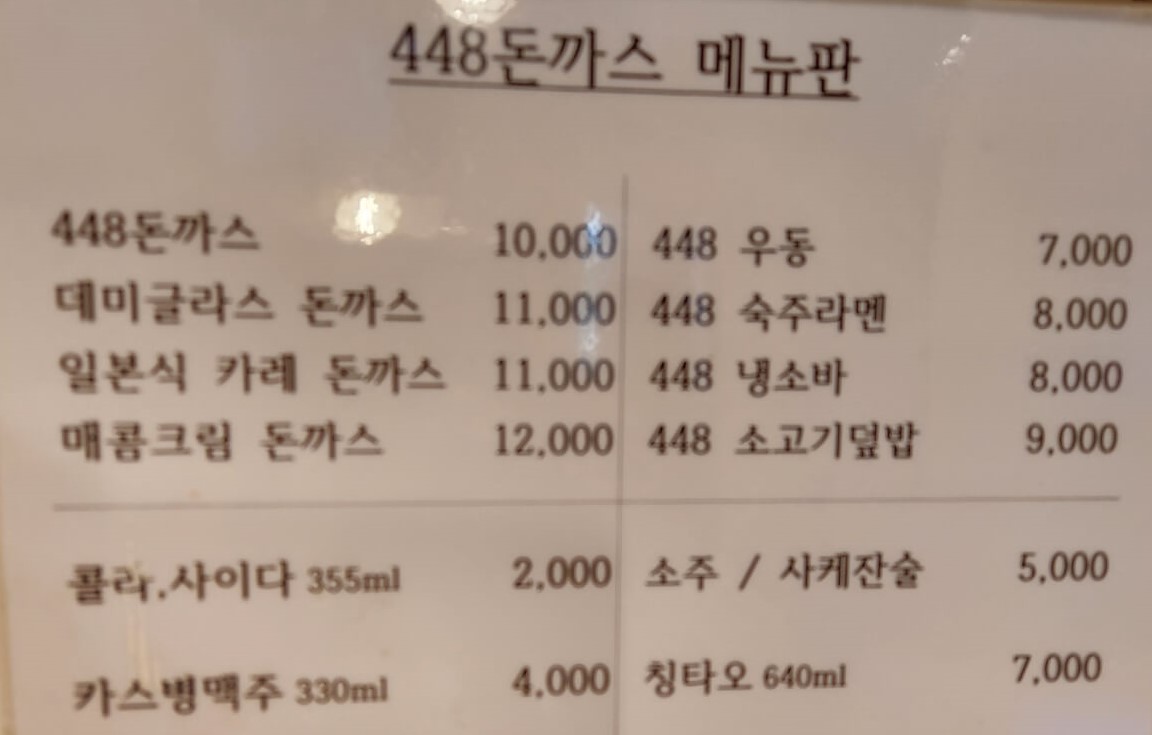 448돈까스 메뉴판
448돈까스 10,000
데미글라스 돈까스 11,000
일본식 카레 돈까스 11,000
매콤크림 돈까스 12,000
448 우동 7,000
448 숙주라멘 8,000
448 냉소바 8,000
448 소고기덮밥 9,000
콜라.사이다 355ml 2,000
카스병맥주 330ml 4,000
소주 / 사케잔술 5,000
칭타오 640ml 7,000